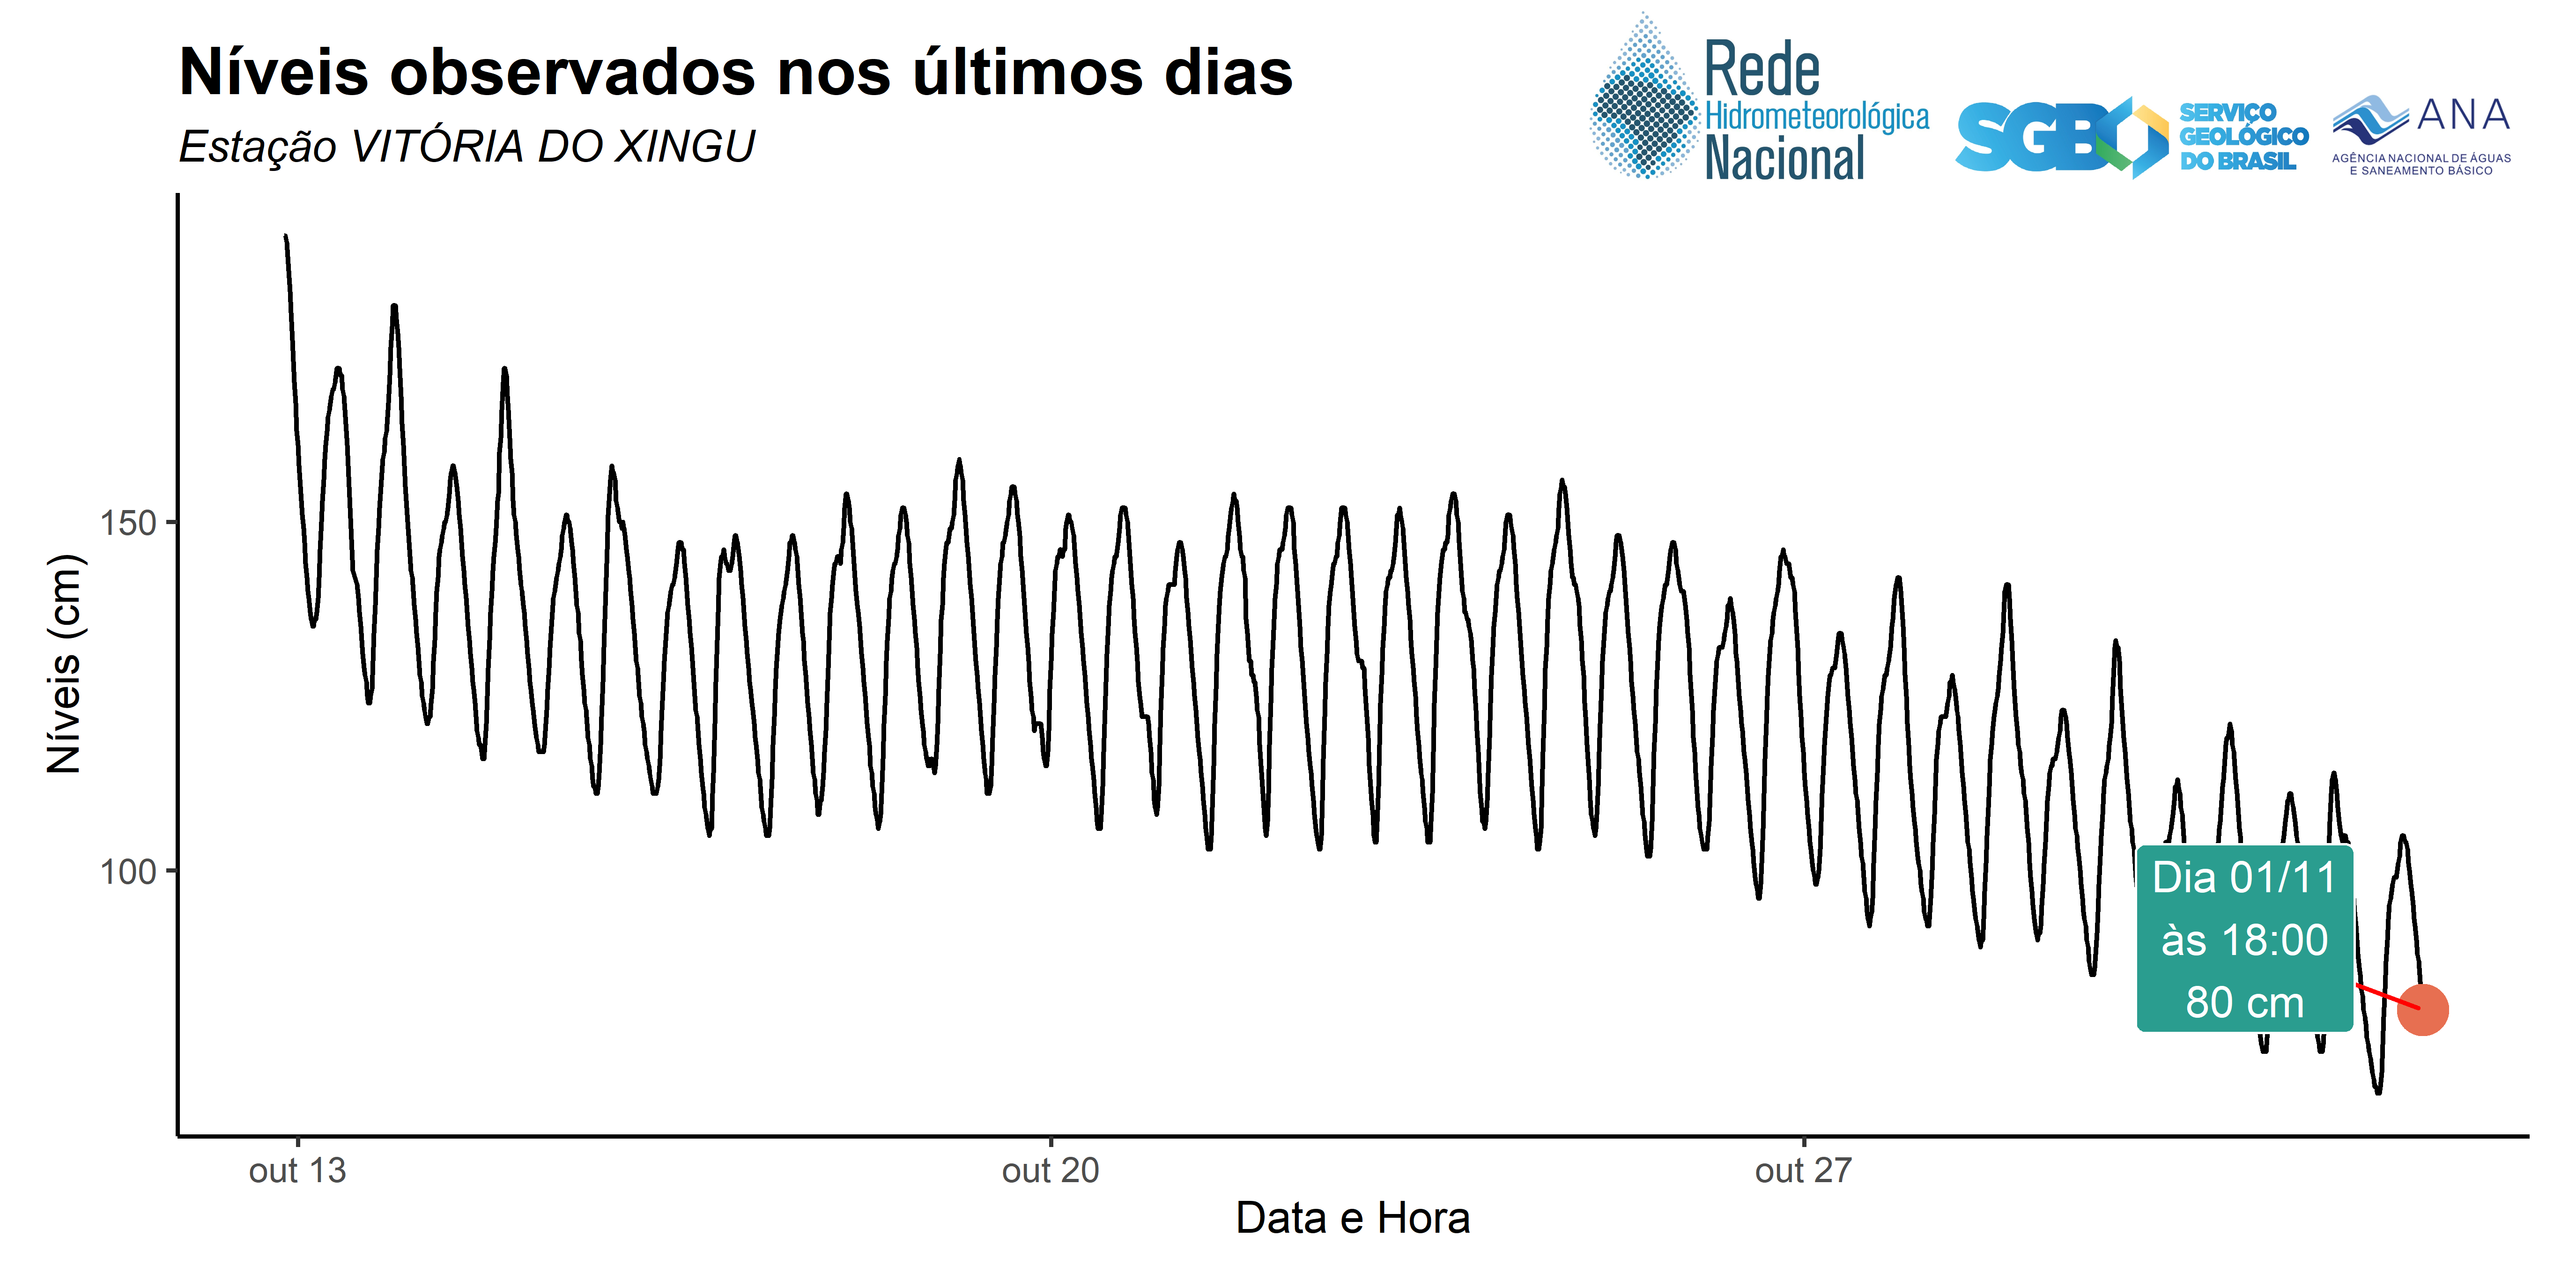 Níveis observados nos últimos dias
Estação VITÓRIA DO XINGU
Rede
Hidrometeorológica
Nacional
SGB
SERVIÇO
GEOLÓGICO
DO BRASIL
ANA
AGÊNCIA NACIONAL DE ÁGUAS
E SANEAMENTO BÁSICO
Níveis (cm)
150
100
Dia 01/11
às 18:00
80 cm
out 13
out 20
out 27
Data e Hora